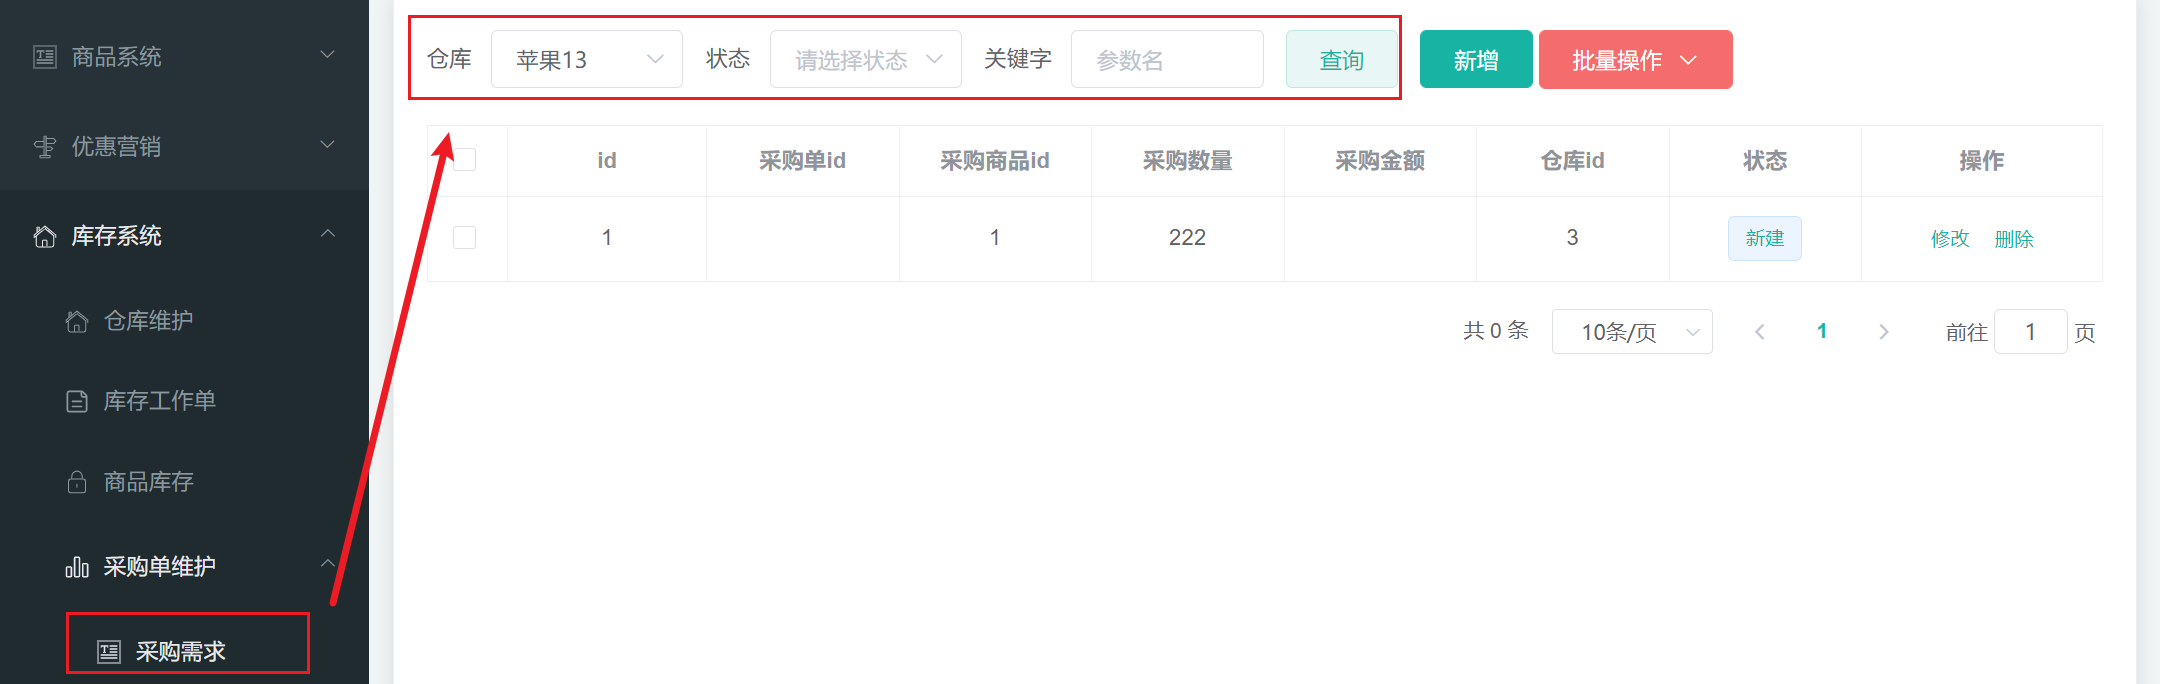 商品系统
优惠营销
库存系统
仓库维护
库存工作单
商品库存
采购单维护
采购需求
仓库 苹果13 状态 请选择状态 关键字 参数名 查询 新增 批量操作
id 采购单id 采购商品id 采购数量 采购金额 仓库id 状态 操作
1 1 222 3 新建 修改 删除
共 0 条 10条/页 1 前往 1 页